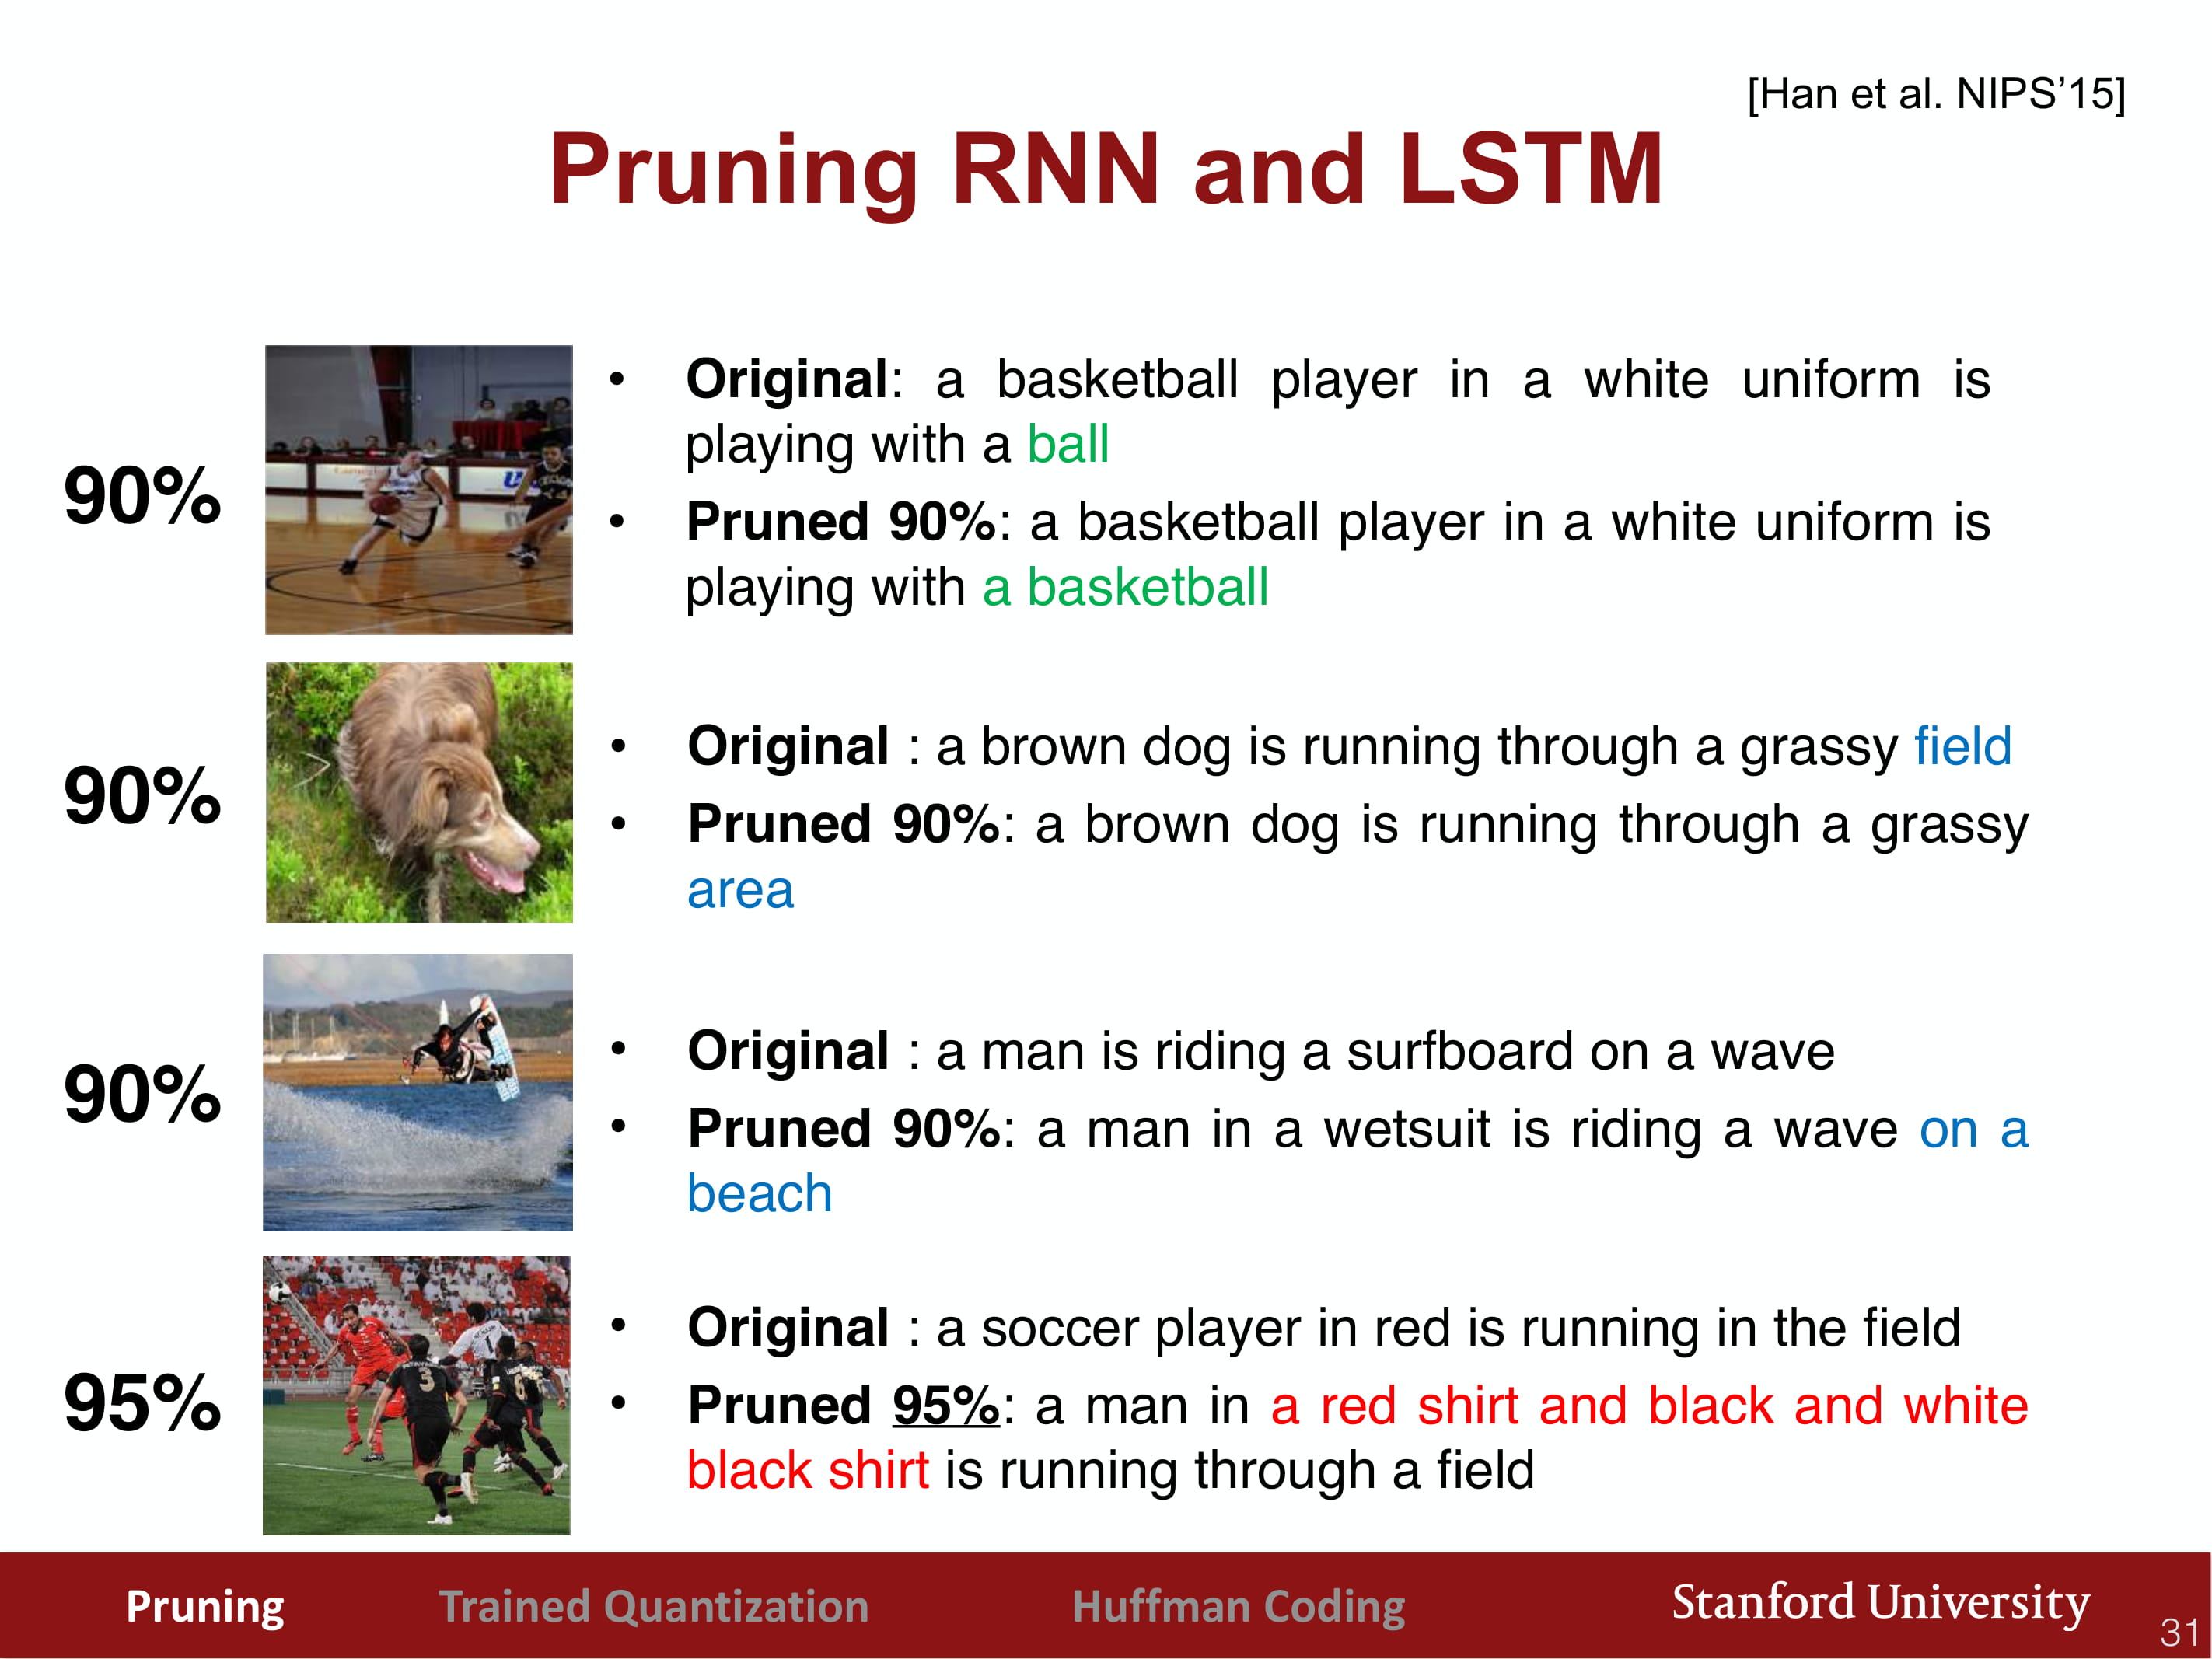 [Han et al. NIPS’15]
Pruning RNN and LSTM
90%
• Original: a basketball player in a white uniform is
playing with a ball
• Pruned 90%: a basketball player in a white uniform is
playing with a basketball
90%
• Original : a brown dog is running through a grassy field
• Pruned 90%: a brown dog is running through a grassy
area
90%
• Original : a man is riding a surfboard on a wave
• Pruned 90%: a man in a wetsuit is riding a wave on a
beach
95%
• Original : a soccer player in red is running in the field
• Pruned 95%: a man in a red shirt and black and white
black shirt is running through a field
3
6
Pruning
Trained Quantization
Huffman Coding
Stanford University
31